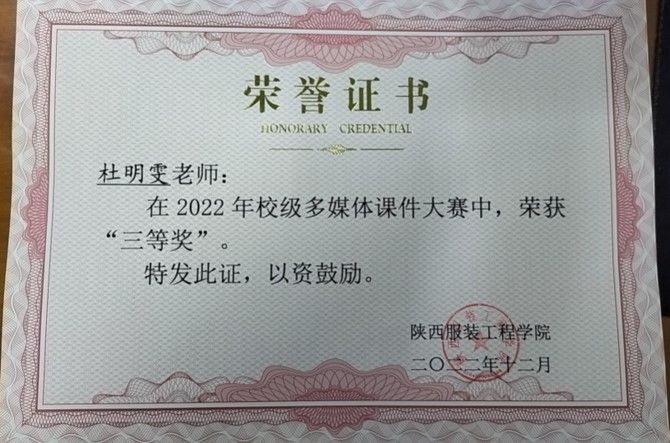 荣誉证书
HONORARY CREDENTIAL
杜明雯老师：
在 2022 年校级多媒体课件大赛中，荣获
“三等奖”。
特发此证，以资鼓励。
陕西服装工程学院
二〇二二年十二月